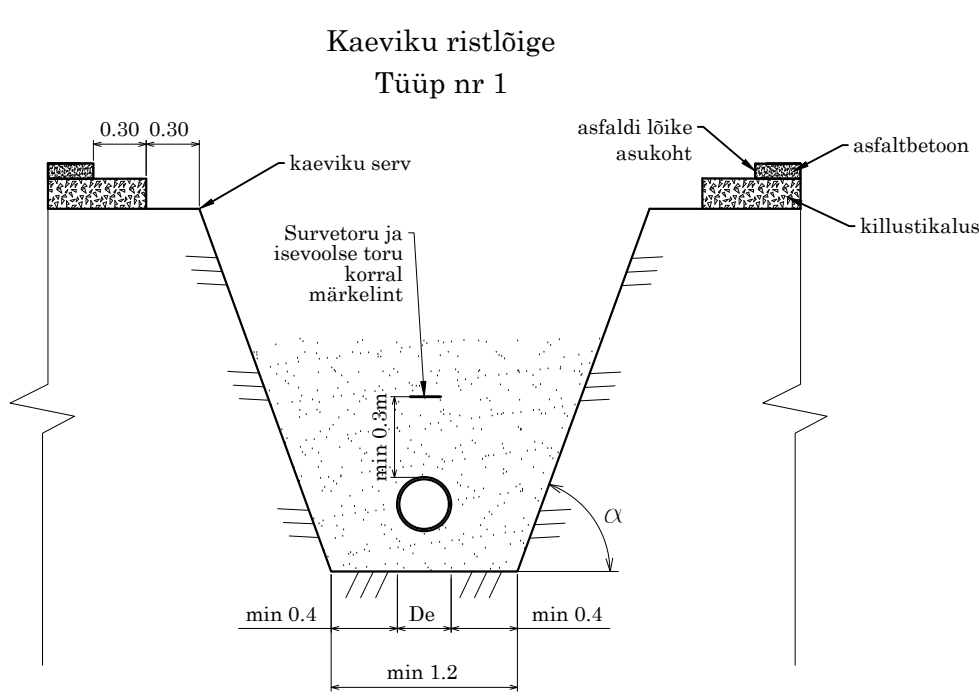 Kaeviku ristlõige
Tüüp nr 1
0.30 0.30
asfaldi lõike
asukoht
asfaltbetoon
kaeviku serv
killustikalus
Survetoru ja
isevoolse toru
korral
märkelint
min 0.3m
α
min 0.4 De min 0.4
min 1.2